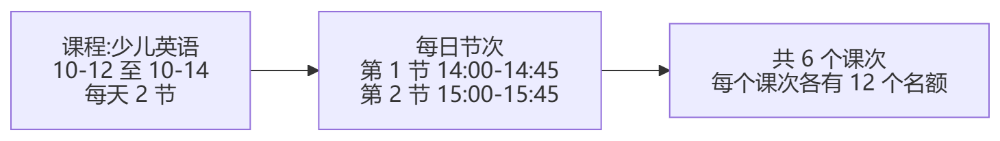 课程:少儿英语
10-12 至 10-14
每天 2 节
每日节次
第 1 节 14:00-14:45
第 2 节 15:00-15:45
共 6 个课次
每个课次各有 12 个名额